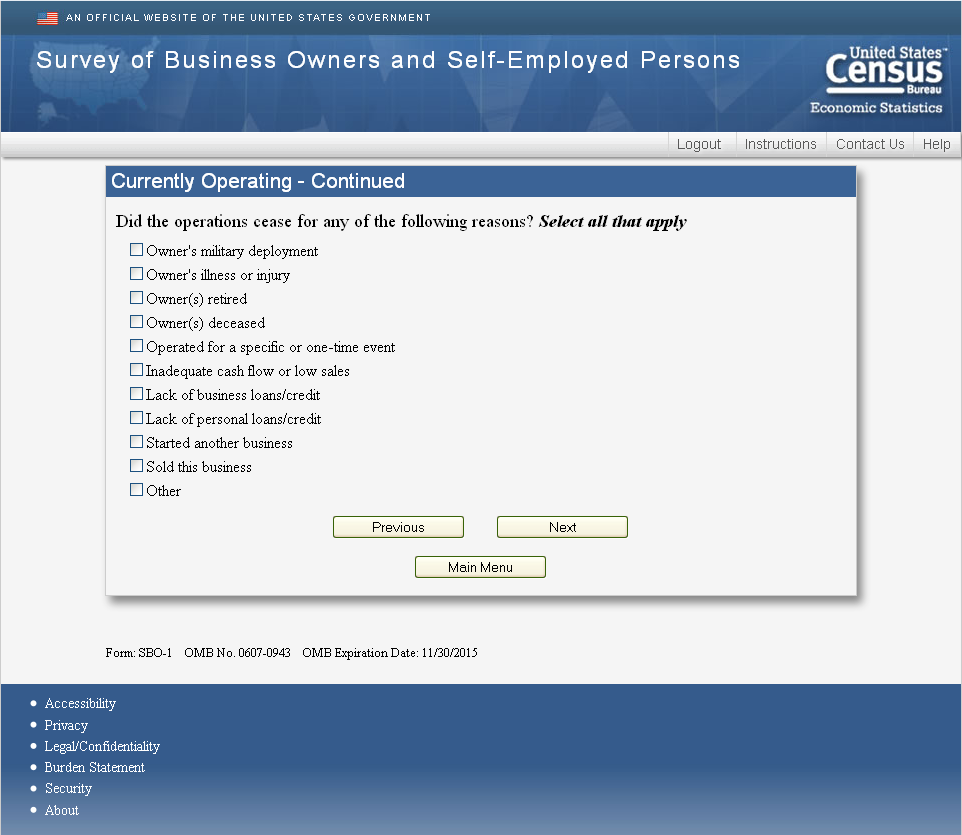 AN OFFICIAL WEBSITE OF THE UNITED STATES GOVERNMENT
Survey of Business Owners and Self-Employed Persons
United States™
Census
Bureau
Economic Statistics
Logout Instructions Contact Us Help
Currently Operating - Continued
Did the operations cease for any of the following reasons? Select all that apply
Owner's military deployment
Owner's illness or injury
Owner(s) retired
Owner(s) deceased
Operated for a specific or one-time event
Inadequate cash flow or low sales
Lack of business loans/credit
Lack of personal loans/credit
Started another business
Sold this business
Other
Previous Next
Main Menu
Form: SBO-1 OMB No. 0607-0943 OMB Expiration Date: 11/30/2015
Accessibility
Privacy
Legal/Confidentiality
Burden Statement
Security
About